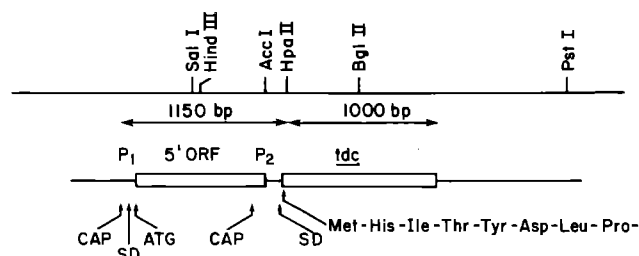 Sal I
Hind III
Acc I
Hpa II
Bgl II
Pst I
1150 bp
1000 bp
P1
5' ORF
P2
tdc
CAP
SD
ATG
CAP
SD
Met-His-Ile-Thr-Tyr-Asp-Leu-Pro-